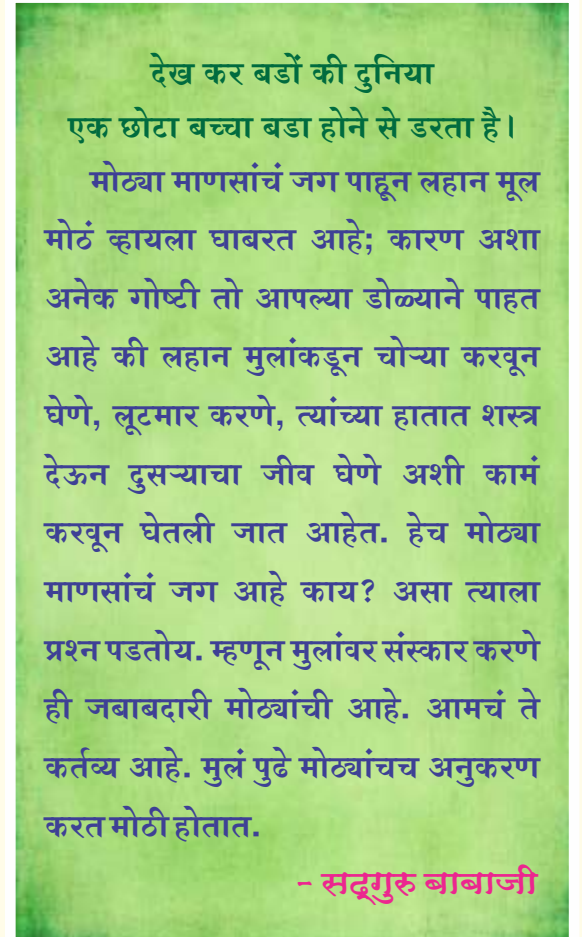 देख कर बडों की दुनिया
एक छोटा बच्चा बडा होने से डरता है।
मोठ्या माणसांचं जग पाहून लहान मूल
मोठं व्हायला घाबरत आहे; कारण अशा
अनेक गोष्टी तो आपल्या डोळ्याने पाहत
आहे की लहान मुलांकडून चोऱ्या करवून
घेणे, लूटमार करणे, त्यांच्या हातात शस्त्र
देऊन दुसऱ्याचा जीव घेणे अशी कामं
करवून घेतली जात आहेत. हेच मोठ्या
माणसांचं जग आहे काय? असा त्याला
प्रश्न पडतोय. म्हणून मुलांवर संस्कार करणे
ही जबाबदारी मोठ्यांची आहे. आमचं ते
कर्तव्य आहे. मुलं पुढे मोठ्यांचच अनुकरण
करत मोठी होतात.
- सद्‌गुरु बाबाजी